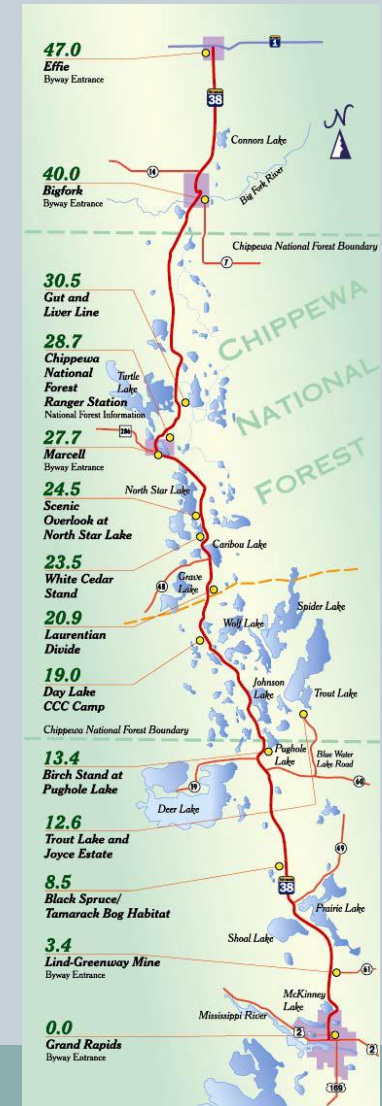 47.0
Effie
Byway Entrance
1
38
N
Connors Lake
14
Big Fork River
40.0
Bigfork
Byway Entrance
Chippewa National Forest Boundary
7
30.5
Gut and
Liver Line
CHIPPEWA
NATIONAL
FOREST
28.7
Chippewa
National
Forest
Ranger Station
National Forest Information
Turtle
Lake
286
27.7
Marcell
Byway Entrance
24.5
Scenic
Overlook at
North Star Lake
North Star Lake
23.5
White Cedar
Stand
Caribou Lake
Grave
Lake
48
20.9
Laurentian
Divide
Spider Lake
Wolf Lake
19.0
Day Lake
CCC Camp
Johnson
Lake
Trout Lake
Chippewa National Forest Boundary
13.4
Birch Stand at
Pughole Lake
Pughole
Lake
Blue Water
Lake Road
60
19
Deer Lake
12.6
Trout Lake and
Joyce Estate
49
8.5
Black Spruce/
Tamarack Bog Habitat
38
Prairie Lake
Shoal Lake
3.4
Lind-Greenway Mine
Byway Entrance
61
McKinney
Lake
Mississippi River
0.0
Grand Rapids
Byway Entrance
2
2
169